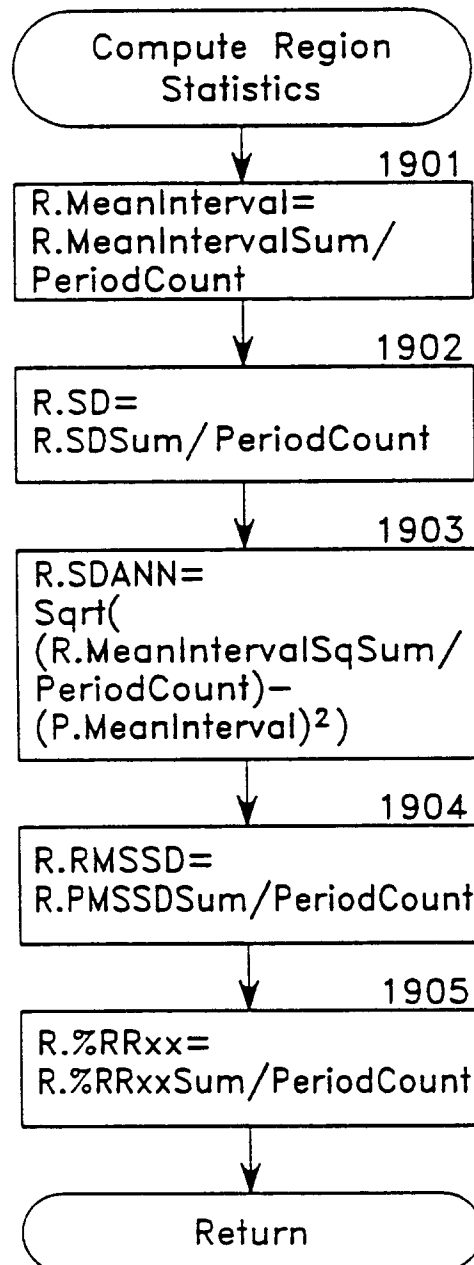 Compute Region
Statistics
1901
R.MeanInterval=
R.MeanIntervalSum/
PeriodCount
1902
R.SD=
R.SDSum/PeriodCount
1903
R.SDANN=
Sqrt(
(R.MeanIntervalSqSum/
PeriodCount)-
(P.MeanInterval)²)
1904
R.RMSSD=
R.PMSSDSum/PeriodCount
1905
R.%RRxx=
R.%RRxxSum/PeriodCount
Return